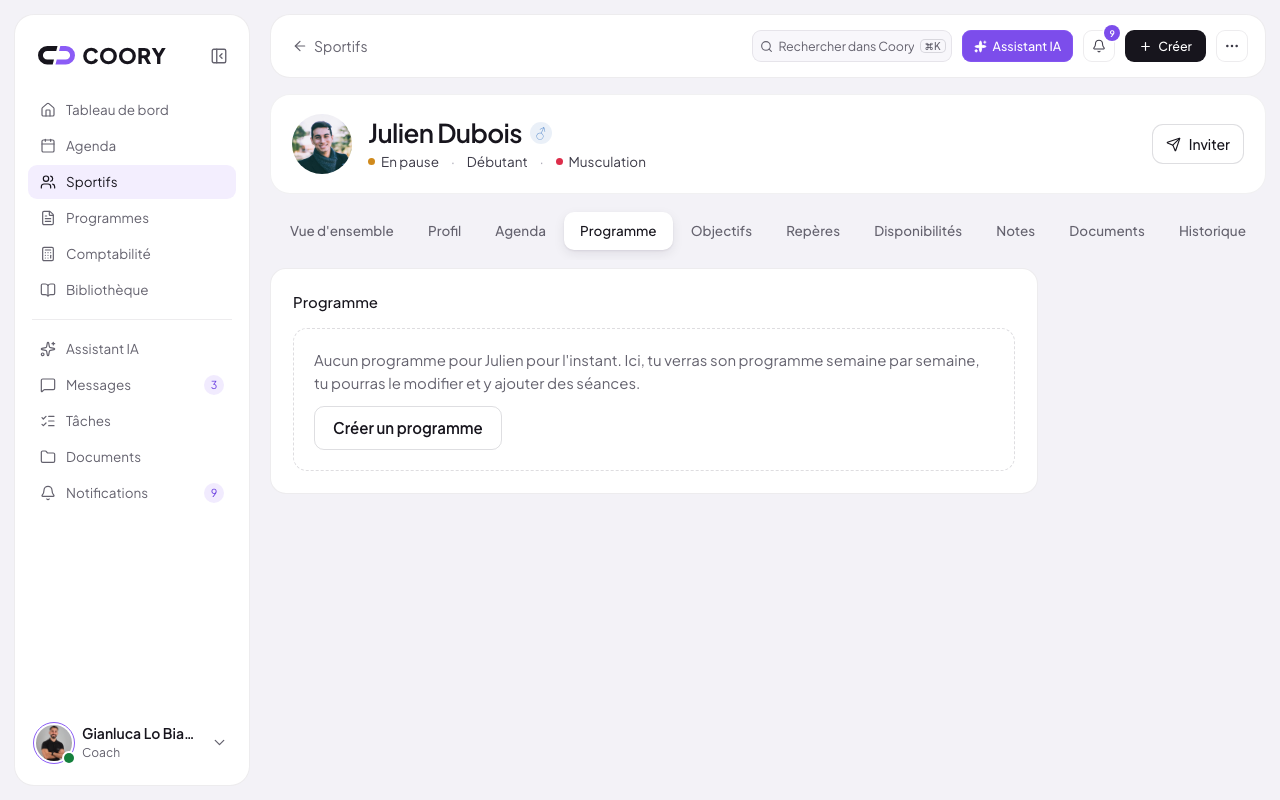 COORY
Tableau de bord
Agenda
Sportifs
Programmes
Comptabilité
Bibliothèque
Assistant IA
Messages 3
Tâches
Documents
Notifications 9
Gianluca Lo Bia...
Coach
Sportifs
Rechercher dans Coory ⌘K
Assistant IA
9
Créer
Julien Dubois
En pause · Débutant · Musculation
Inviter
Vue d'ensemble Profil Agenda Programme Objectifs Repères Disponibilités Notes Documents Historique
Programme
Aucun programme pour Julien pour l'instant. Ici, tu verras son programme semaine par semaine,
tu pourras le modifier et y ajouter des séances.
Créer un programme